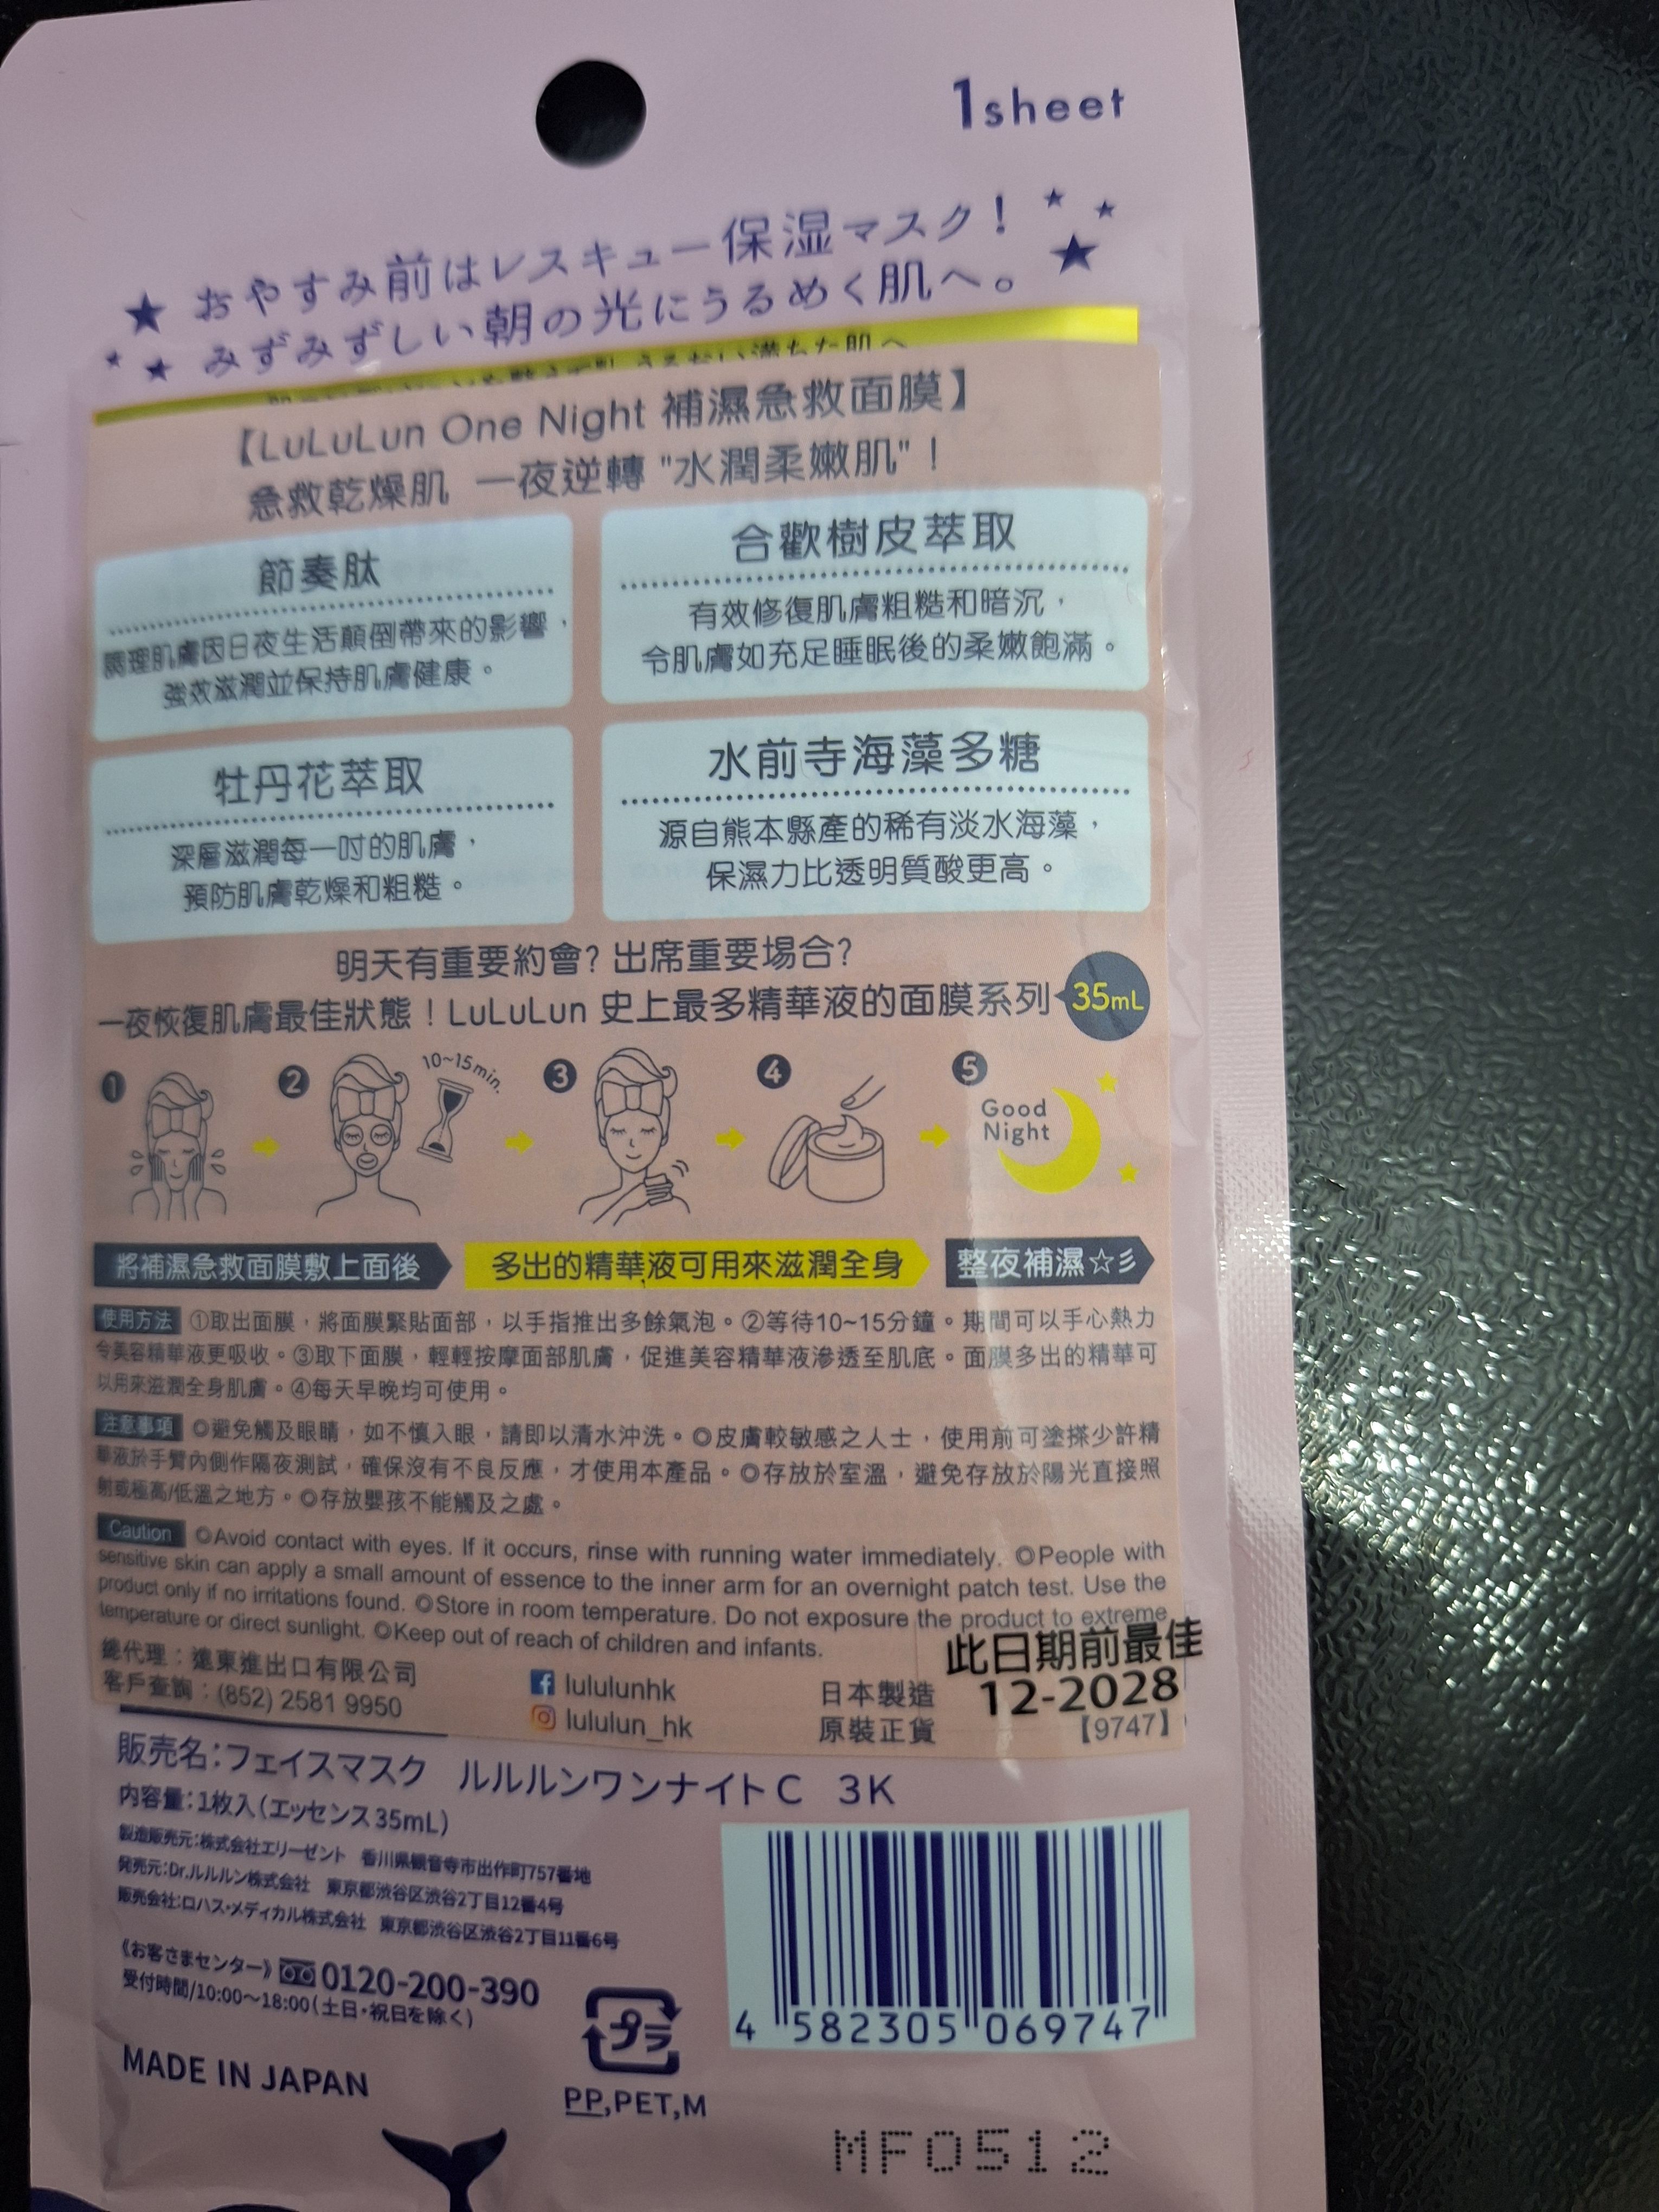 1sheet
おやすみ前はレスキュー保湿マスク!
みずみずしい朝の光にうるめく肌へ。
【LuLuLun One Night 補濕急救面膜】
急救乾燥肌 一夜逆轉 "水潤柔嫩肌"!
節奏肽
調理肌膚因日夜生活顛倒帶來的影響,
強效滋潤並保持肌膚健康。
合歡樹皮萃取
有效修復肌膚粗糙和暗沉,
令肌膚如充足睡眠後的柔嫩飽滿。
牡丹花萃取
深層滋潤每一吋的肌膚,
預防肌膚乾燥和粗糙。
水前寺海藻多糖
源自熊本縣產的稀有淡水海藻,
保濕力比透明質酸更高。
明天有重要約會? 出席重要場合?
一夜恢復肌膚最佳狀態!LuLuLun 史上最多精華液的面膜系列 35mL
1 2 10~15min. 3 4 5 Good
Night
將補濕急救面膜敷上面後 多出的精華液可用來滋潤全身 整夜補濕☆彡
使用方法 ①取出面膜,將面膜緊貼面部,以手指推出多餘氣泡。②等待10~15分鐘。期間可以手心熱力
令美容精華液更吸收。③取下面膜,輕輕按摩面部肌膚,促進美容精華液滲透至肌底。面膜多出的精華可
以用來滋潤全身肌膚。④每天早晚均可使用。
注意事項 ◎避免觸及眼睛,如不慎入眼,請即以清水沖洗。◎皮膚較敏感之人士,使用前可塗搽少許精
華液於手臂內側作隔夜測試,確保沒有不良反應,才使用本產品。◎存放於室溫,避免存放於陽光直接照
射或極高/低溫之地方。◎存放嬰孩不能觸及之處。
Caution ◎Avoid contact with eyes. If it occurs, rinse with running water immediately. ◎People with
sensitive skin can apply a small amount of essence to the inner arm for an overnight patch test. Use the
product only if no irritations found. ◎Store in room temperature. Do not exposure the product to extreme
temperature or direct sunlight. ◎Keep out of reach of children and infants.
總代理:遠東進出口有限公司
客戶查詢:(852) 2581 9950
lululunhk
lululun_hk
日本製造
原裝正貨
此日期前最佳
12-2028
【9747】
販売名:フェイスマスク ルルルンワンナイトC 3K
内容量:1枚入(エッセンス35mL)
製造販売元:株式会社エリーゼント 香川県観音寺市出作町757番地
発売元:Dr.ルルルン株式会社 東京都渋谷区渋谷2丁目12番4号
販売会社:ロハス・メディカル株式会社 東京都渋谷区渋谷2丁目11番6号
《お客さまセンター》0120-200-390
受付時間/10:00~18:00(土日・祝日を除く)
MADE IN JAPAN
プラ
PP,PET,M
4 582305 069747
MF0512